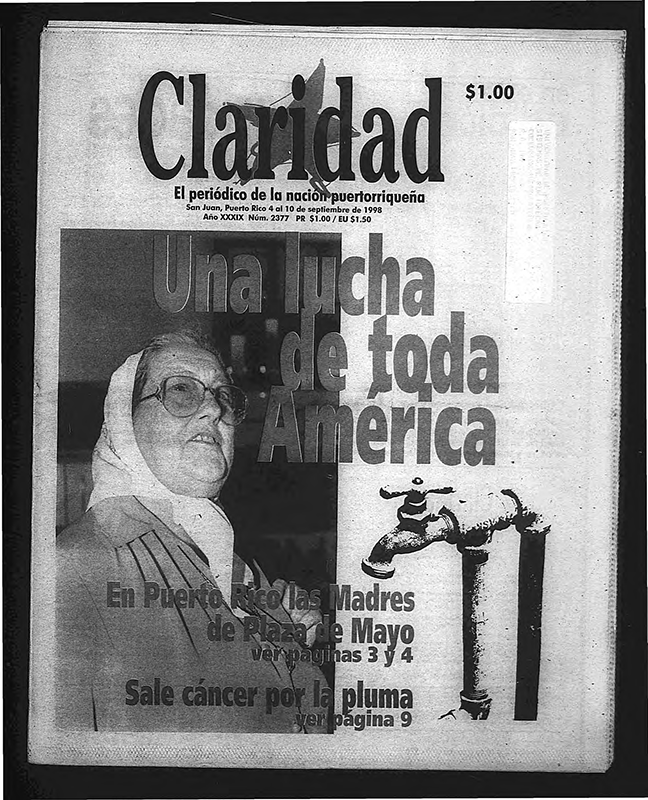 Claridad
$1.00
El periódico de la nación puertorriqueña
San Juan, Puerto Rico 4 al 10 de septiembre de 1998
Año XXXIX Núm. 2377 PR $1.00 / EU $1.50
Una lucha
de toda
América
En Puerto Rico las Madres
de Plaza de Mayo
ver páginas 3 y 4
Sale cáncer por la pluma
ver página 9